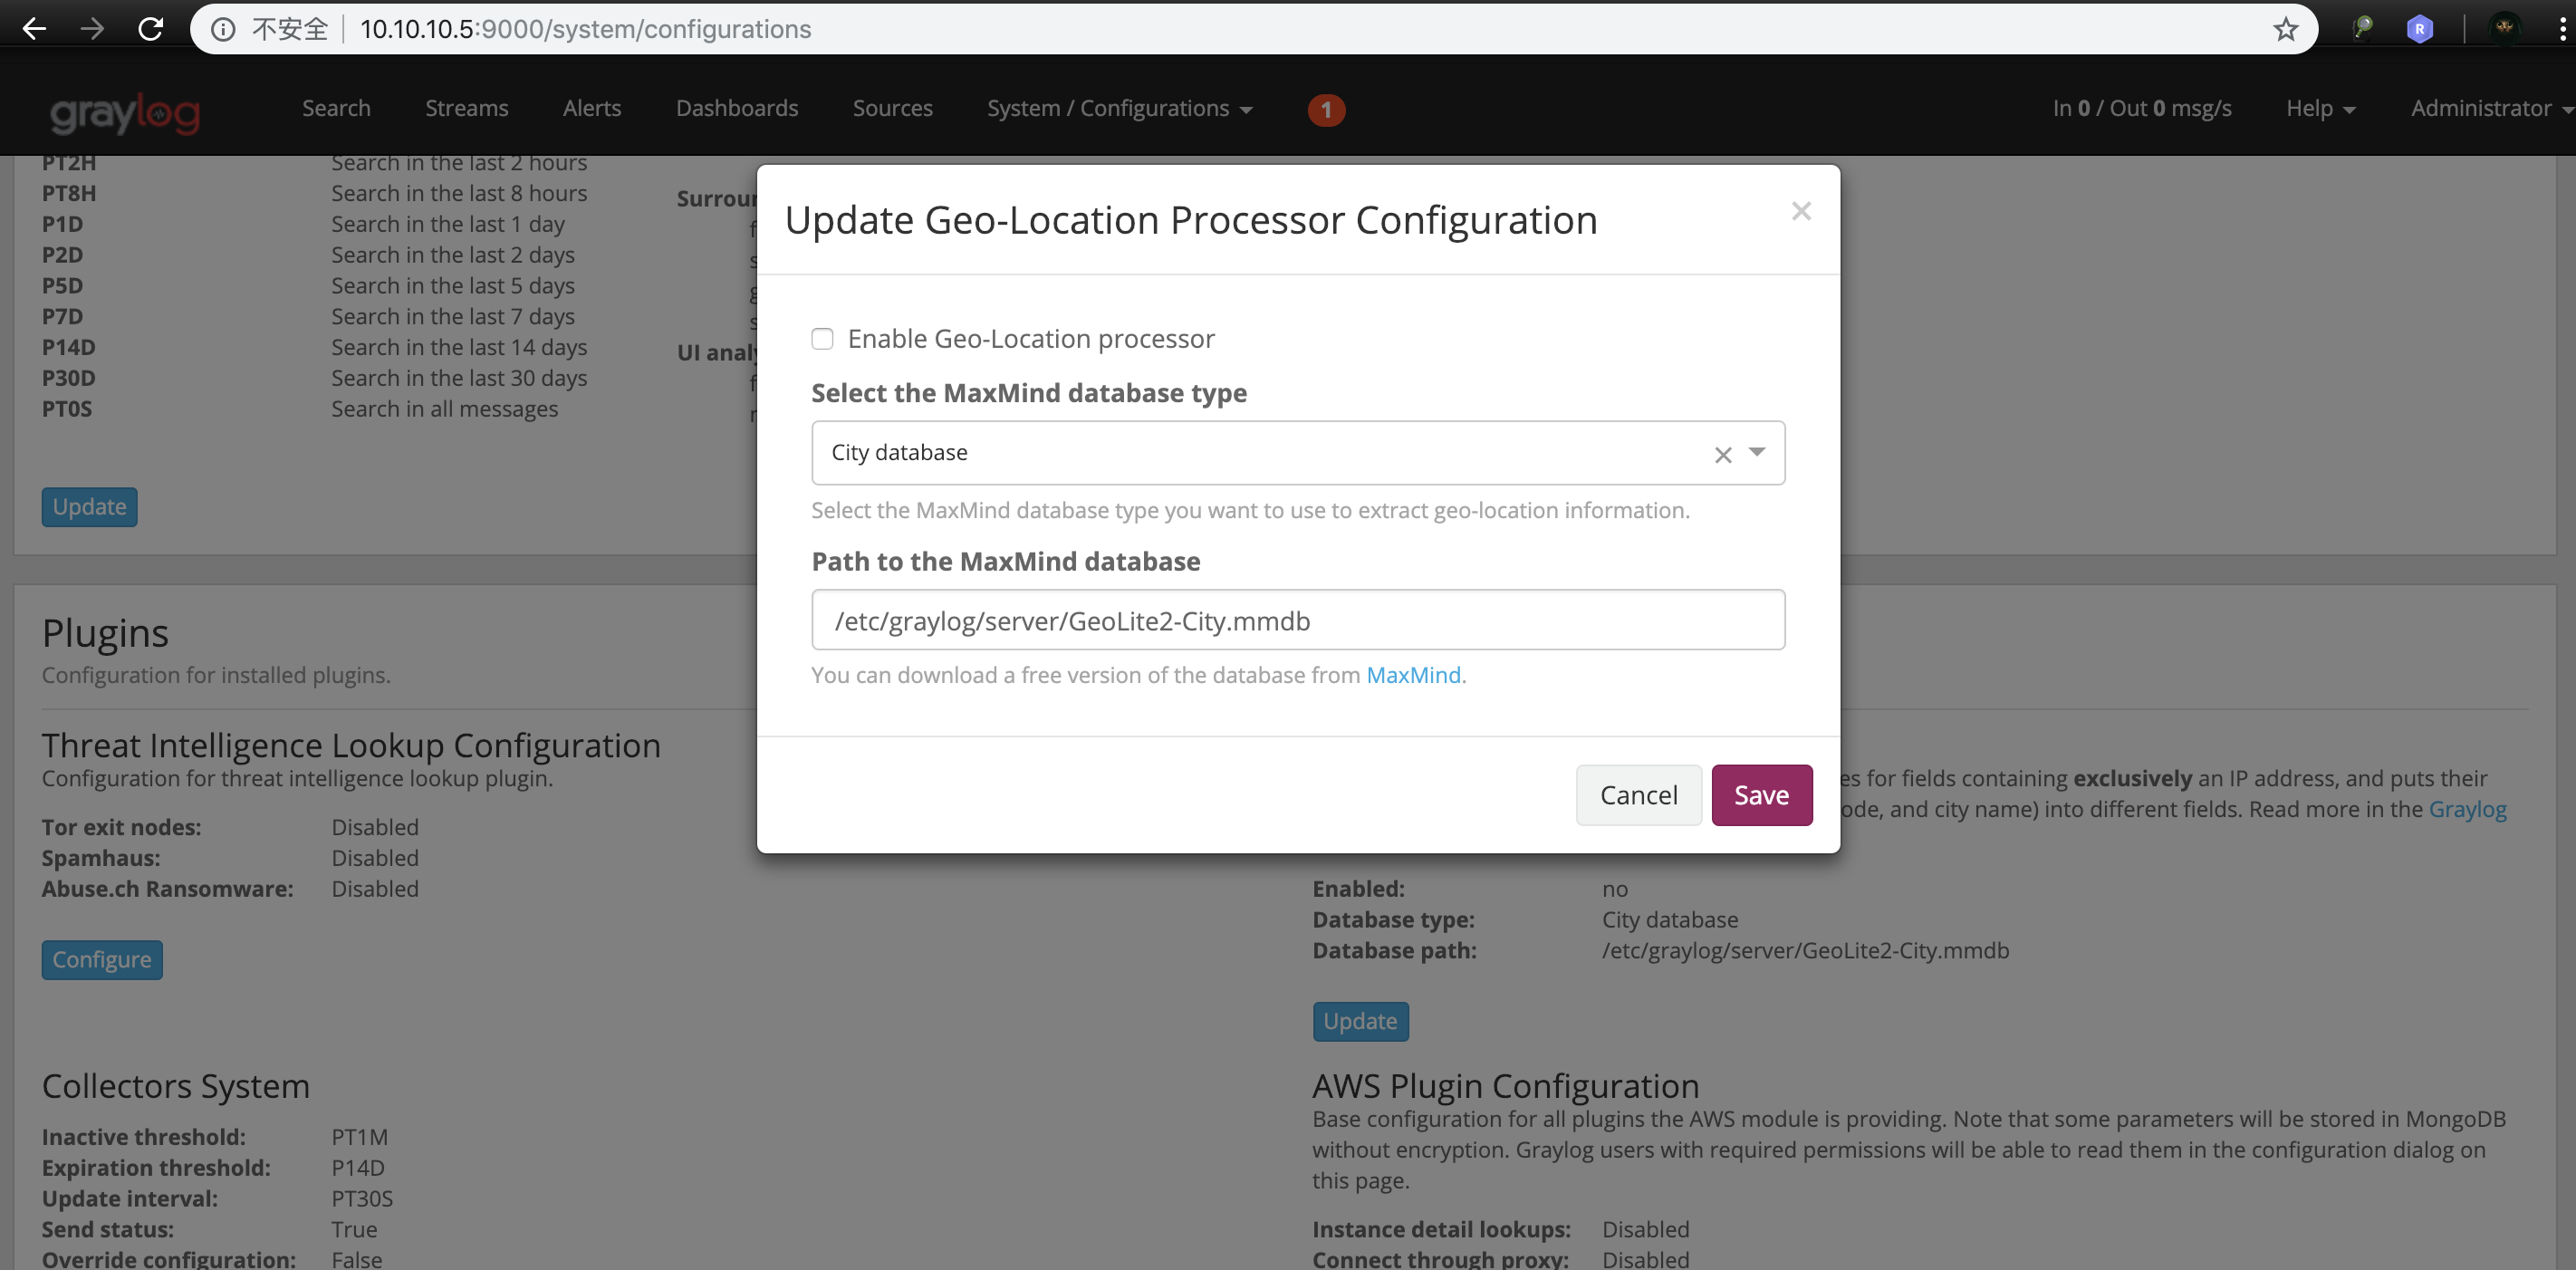 不安全 10.10.10.5:9000/system/configurations
graylog Search Streams Alerts Dashboards Sources System / Configurations 1 In 0 / Out 0 msg/s Help Administrator
PT2H Search in the last 2 hours
PT8H Search in the last 8 hours
P1D Search in the last 1 day
P2D Search in the last 2 days
P5D Search in the last 5 days
P7D Search in the last 7 days
P14D Search in the last 14 days
P30D Search in the last 30 days
PT0S Search in all messages
Update
UI
Update Geo-Location Processor Configuration
Enable Geo-Location processor
Select the MaxMind database type
City database
Select the MaxMind database type you want to use to extract geo-location information.
Path to the MaxMind database
/etc/graylog/server/GeoLite2-City.mmdb
You can download a free version of the database from MaxMind.
Cancel Save
Plugins
Configuration for installed plugins.
Threat Intelligence Lookup Configuration
Configuration for threat intelligence lookup plugin.
Tor exit nodes: Disabled
Spamhaus: Disabled
Abuse.ch Ransomware: Disabled
Configure
for fields containing exclusively an IP address, and puts their
and city name) into different fields. Read more in the Graylog
Enabled: no
Database type: City database
Database path: /etc/graylog/server/GeoLite2-City.mmdb
Update
Collectors System
Inactive threshold: PT1M
Expiration threshold: P14D
Update interval: PT30S
Send status: True
Override configuration: False
AWS Plugin Configuration
Base configuration for all plugins the AWS module is providing. Note that some parameters will be stored in MongoDB
without encryption. Graylog users with required permissions will be able to read them in the configuration dialog on
this page.
Instance detail lookups: Disabled
Connect through proxy: Disabled